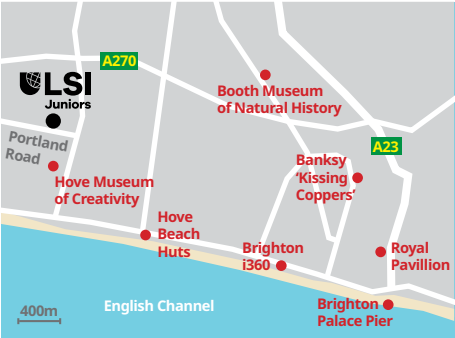 A270
LSI
Juniors
Booth Museum
of Natural History
Portland
Road
A23
Banksy
‘Kissing
Coppers’
Hove Museum
of Creativity
Hove
Beach
Huts
Brighton
i360
Royal
Pavillion
English Channel
Brighton
Palace Pier
400m